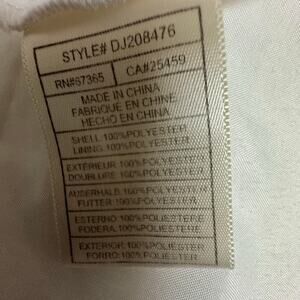 STYLE# DJ208476
RN#67365 CA#25459
MADE IN CHINA
FABRIQUE EN CHINE
HECHO EN CHINA
SHELL: 100%POLYESTER
LINING: 100%POLYESTER
EXTÉRIEUR: 100%POLYESTER
DOUBLURE: 100%POLYESTER
AUßERHALB: 100%POLYESTER
FUTTER: 100%POLYESTER
ESTERNO: 100%POLIESTERE
FODERA: 100%POLIESTERE
EXTERIOR: 100%POLIESTER
FORRO: 100% POLIESTER